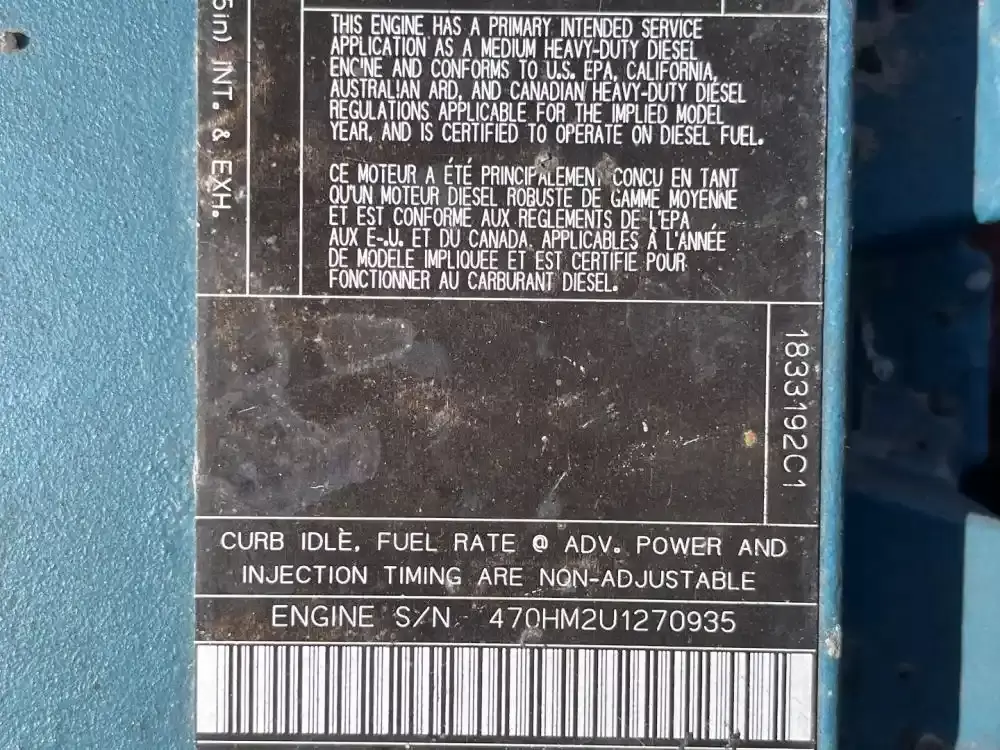 5in) INT. & EXH.
THIS ENGINE HAS A PRIMARY INTENDED SERVICE
APPLICATION AS A MEDIUM HEAVY-DUTY DIESEL
ENGINE AND CONFORMS TO U.S. EPA, CALIFORNIA,
AUSTRALIAN ARD, AND CANADIAN HEAVY-DUTY DIESEL
REGULATIONS APPLICABLE FOR THE IMPLIED MODEL
YEAR, AND IS CERTIFIED TO OPERATE ON DIESEL FUEL.
CE MOTEUR A ÉTÉ PRINCIPALEMENT CONCU EN TANT
QU'UN MOTEUR DIESEL ROBUSTE DE GAMME MOYENNE
ET EST CONFORME AUX REGLEMENTS DE L'EPA
AUX E-.U. ET DU CANADA. APPLICABLES Á L'ANNÉE
DE MODELE IMPLIQUEE ET EST CERTIFIE POUR
FONCTIONNER AU CARBURANT DIESEL.
1833192C1
CURB IDLE, FUEL RATE @ ADV. POWER AND
INJECTION TIMING ARE NON-ADJUSTABLE
ENGINE S/N 470HM2U1270935